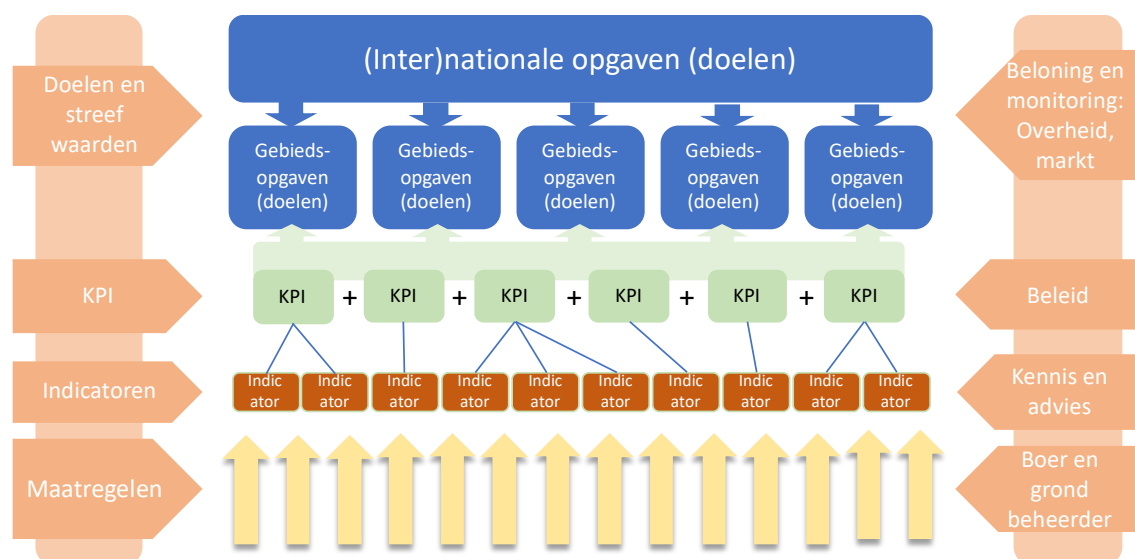 (Inter)nationale opgaven (doelen)
Doelen en
streef
waarden
Beloning en
monitoring:
Overheid,
markt
Gebieds-
opgaven
(doelen)
Gebieds-
opgaven
(doelen)
Gebieds-
opgaven
(doelen)
Gebieds-
opgaven
(doelen)
Gebieds-
opgaven
(doelen)
KPI
KPI + KPI + KPI + KPI + KPI + KPI
Beleid
Indicatoren
Indic
ator
Indic
ator
Indic
ator
Indic
ator
Indic
ator
Indic
ator
Indic
ator
Indic
ator
Indic
ator
Indic
ator
Kennis en
advies
Maatregelen
Boer en
grond
beheerder